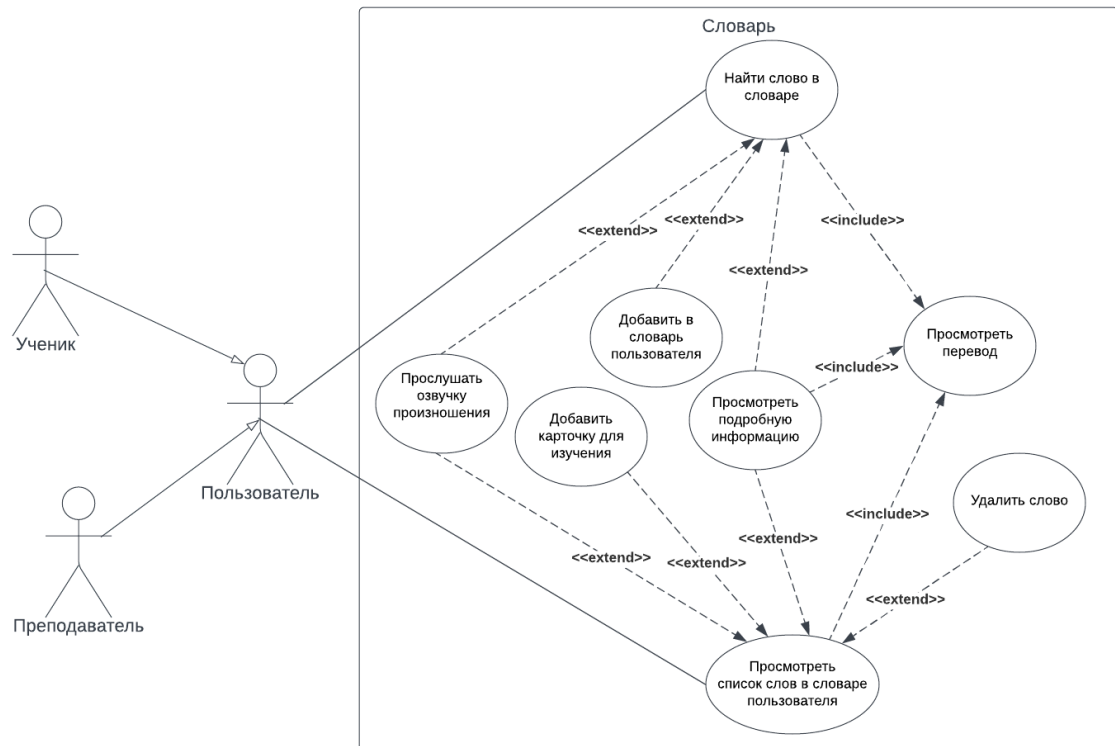 Словарь
Найти слово в
словаре
<<extend>>
<<extend>>
<<include>>
<<extend>>
Ученик
Добавить в
словарь
пользователя
Просмотреть
перевод
<<include>>
Прослушать
озвучку
произношения
Просмотреть
подробную
информацию
Добавить
карточку для
изучения
Пользователь
Удалить слово
<<include>>
<<extend>>
<<extend>>
<<extend>>
<<extend>>
Преподаватель
Просмотреть
список слов в словаре
пользователя